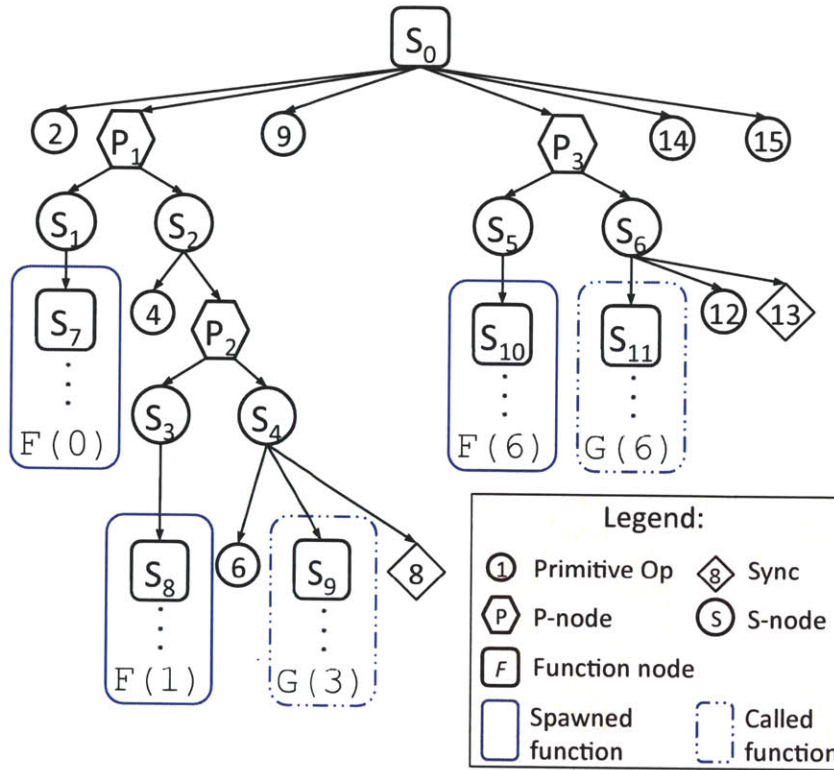 S0
2
P1
9
P3
14
15
S1
S2
S5
S6
S7
4
P2
S10
S11
12
13
F(0)
S3
S4
F(6)
G(6)
S8
6
S9
8
F(1)
G(3)
Legend:
1 Primitive Op
8 Sync
P P-node
S S-node
F Function node
Spawned function
Called function